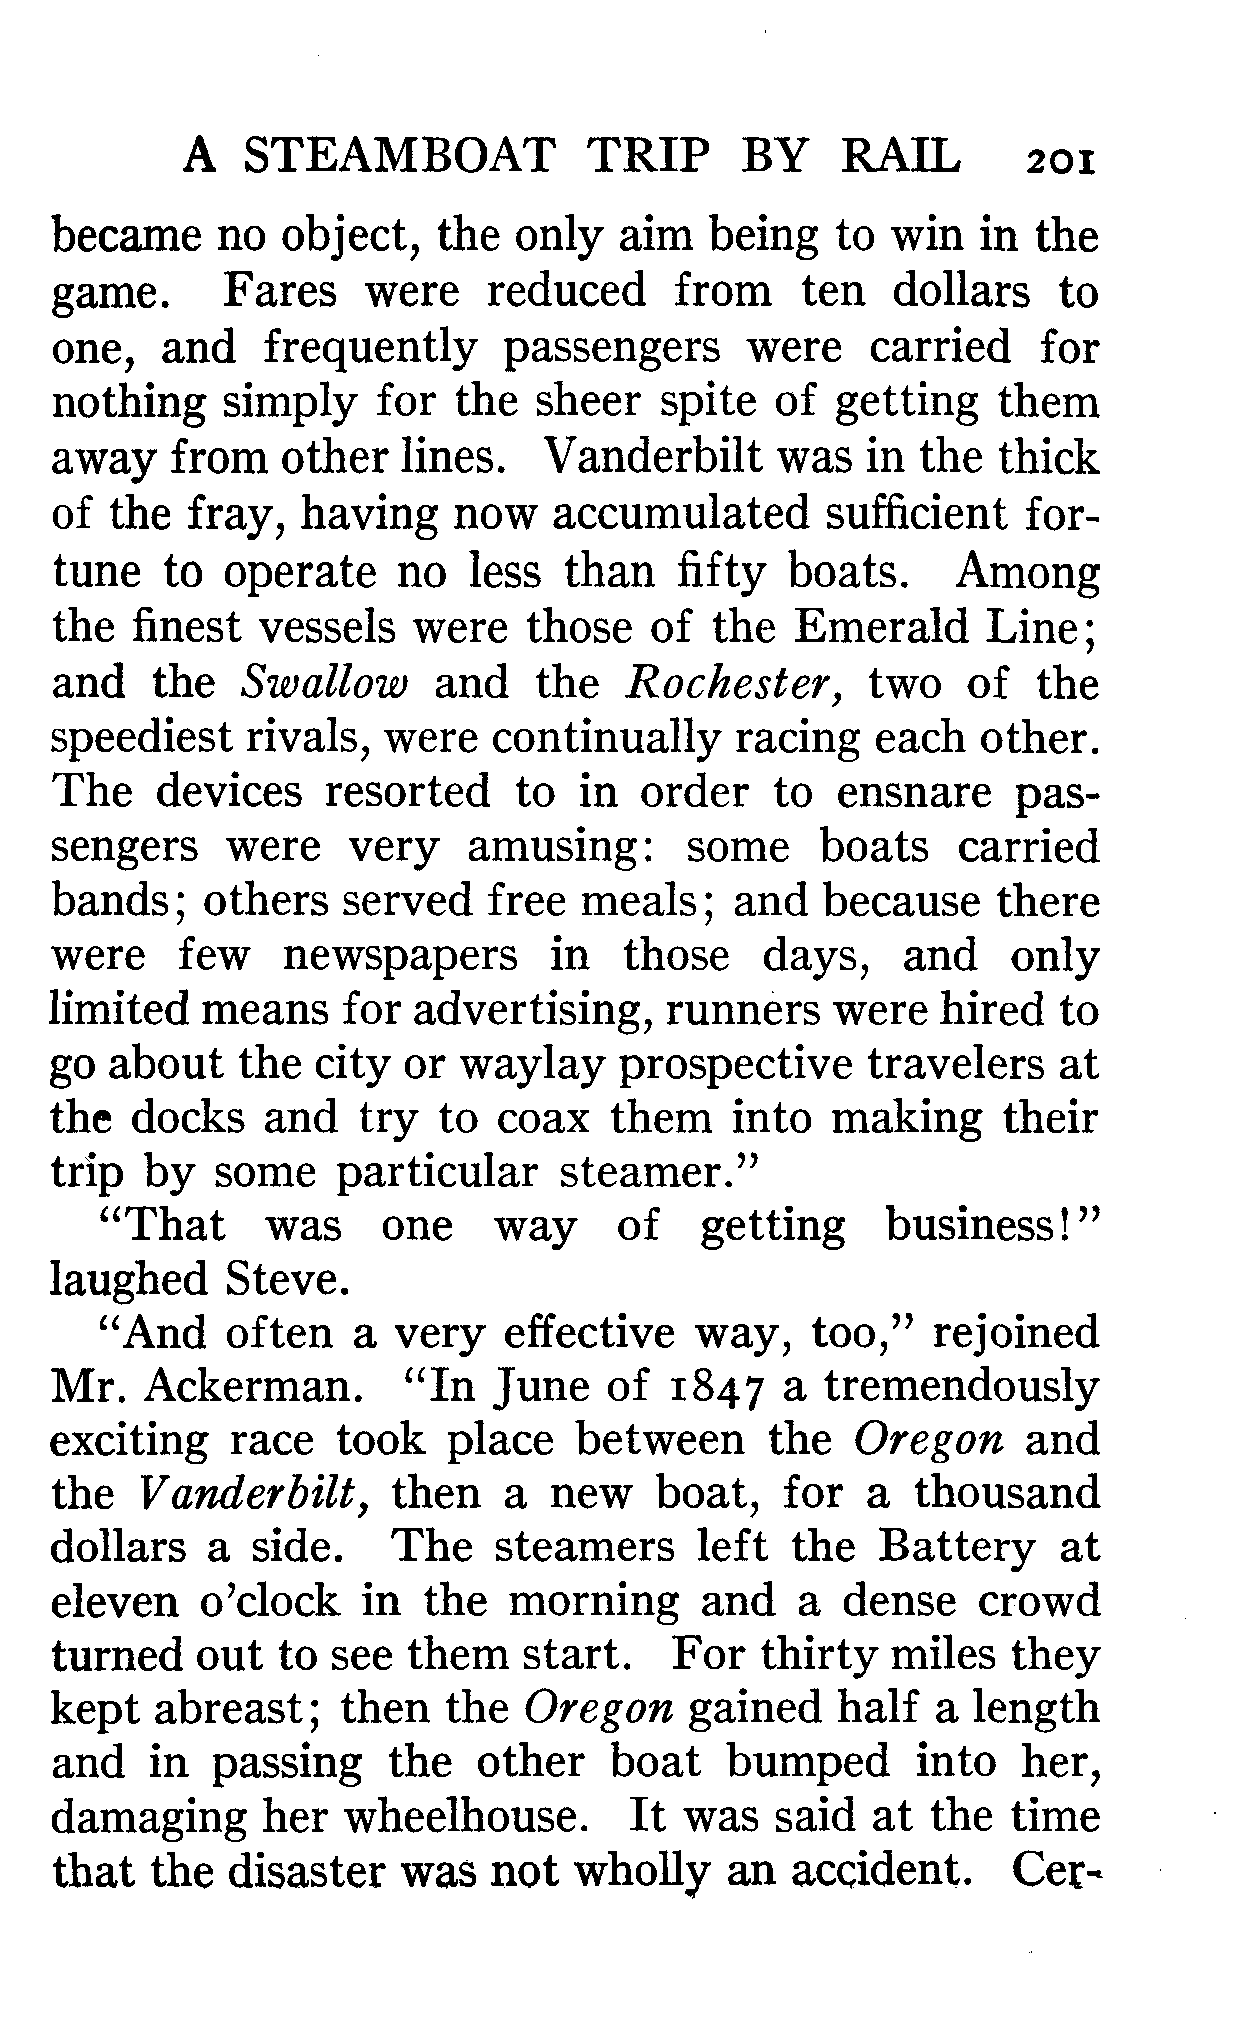 A STEAMBOAT TRIP BY RAIL 201
became no object, the only aim being to win in the
game. Fares were reduced from ten dollars to
one, and frequently passengers were carried for
nothing simply for the sheer spite of getting them
away from other lines. Vanderbilt was in the thick
of the fray, having now accumulated sufficient for-
tune to operate no less than fifty boats. Among
the finest vessels were those of the Emerald Line;
and the Swallow and the Rochester, two of the
speediest rivals, were continually racing each other.
The devices resorted to in order to ensnare pas-
sengers were very amusing: some boats carried
bands; others served free meals; and because there
were few newspapers in those days, and only
limited means for advertising, runners were hired to
go about the city or waylay prospective travelers at
the docks and try to coax them into making their
trip by some particular steamer."
"That was one way of getting business!"
laughed Steve.
"And often a very effective way, too," rejoined
Mr. Ackerman. "In June of 1847 a tremendously
exciting race took place between the Oregon and
the Vanderbilt, then a new boat, for a thousand
dollars a side. The steamers left the Battery at
eleven o'clock in the morning and a dense crowd
turned out to see them start. For thirty miles they
kept abreast; then the Oregon gained half a length
and in passing the other boat bumped into her,
damaging her wheelhouse. It was said at the time
that the disaster was not wholly an accident. Cer-